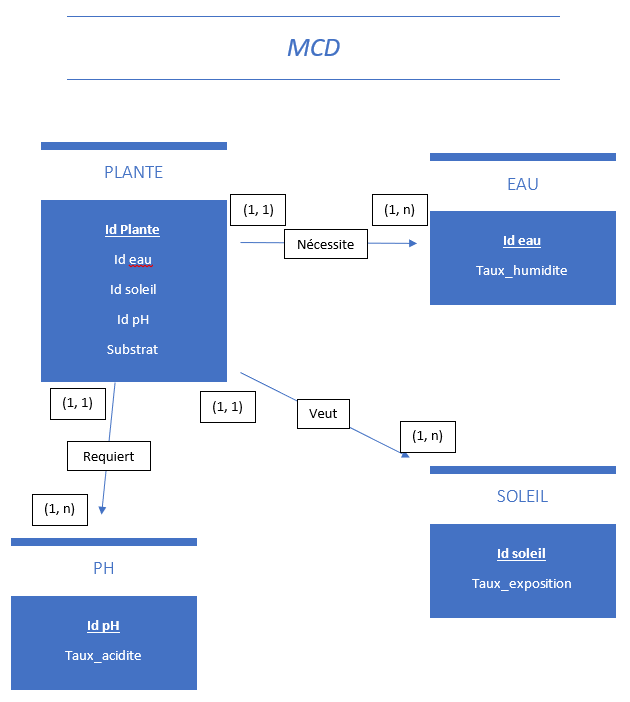 MCD
PLANTE
Id Plante
Id eau
Id soleil
Id pH
Substrat
(1, 1)
Nécessite
(1, n)
EAU
Id eau
Taux_humidite
(1, 1)
Requiert
(1, n)
(1, 1)
Veut
(1, n)
SOLEIL
Id soleil
Taux_exposition
PH
Id pH
Taux_acidite